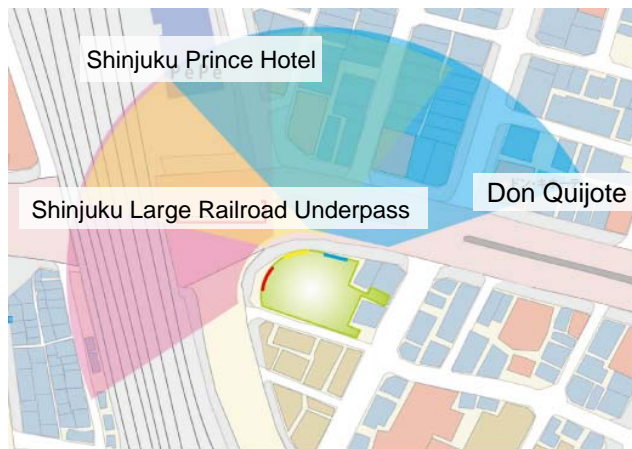 Shinjuku Prince Hotel
PePe
Don Quijote
Shinjuku Large Railroad Underpass